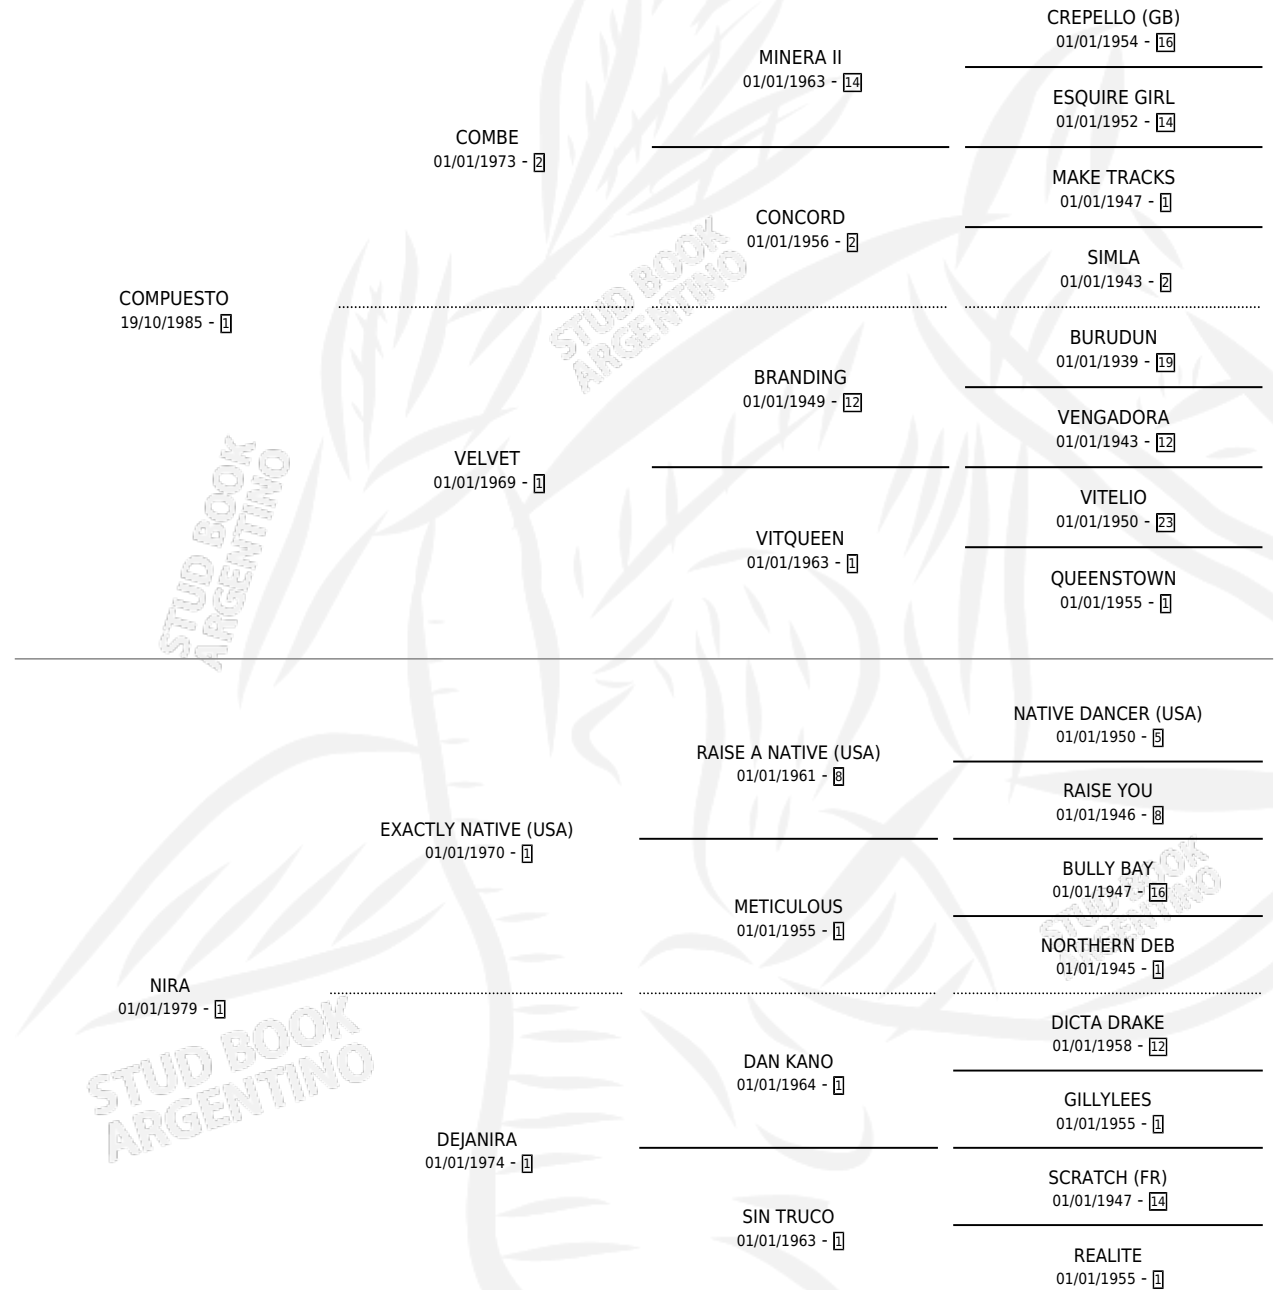 CREPELLO (GB)
01/01/1954 - 16
MINERA II
01/01/1963 - 14
ESQUIRE GIRL
01/01/1952 - 14
COMBE
01/01/1973 - 2
MAKE TRACKS
01/01/1947 - 1
CONCORD
01/01/1956 - 2
SIMLA
01/01/1943 - 2
COMPUESTO
19/10/1985 - 1
BURUDUN
01/01/1939 - 19
BRANDING
01/01/1949 - 12
VENGADORA
01/01/1943 - 12
VELVET
01/01/1969 - 1
VITELIO
01/01/1950 - 23
VITQUEEN
01/01/1963 - 1
QUEENSTOWN
01/01/1955 - 1
STUD BOOK
ARGENTINO
STUD BOOK
ARGENTINO
NATIVE DANCER (USA)
01/01/1950 - 5
RAISE A NATIVE (USA)
01/01/1961 - 8
RAISE YOU
01/01/1946 - 8
EXACTLY NATIVE (USA)
01/01/1970 - 1
BULLY BAY
01/01/1947 - 16
METICULOUS
01/01/1955 - 1
NORTHERN DEB
01/01/1945 - 1
STUD BOOK
ARGENTINO
NIRA
01/01/1979 - 1
DICTA DRAKE
01/01/1958 - 12
DAN KANO
01/01/1964 - 1
GILLYLEES
01/01/1955 - 1
DEJANIRA
01/01/1974 - 1
SCRATCH (FR)
01/01/1947 - 14
SIN TRUCO
01/01/1963 - 1
REALITE
01/01/1955 - 1
STUD BOOK
ARGENTINO